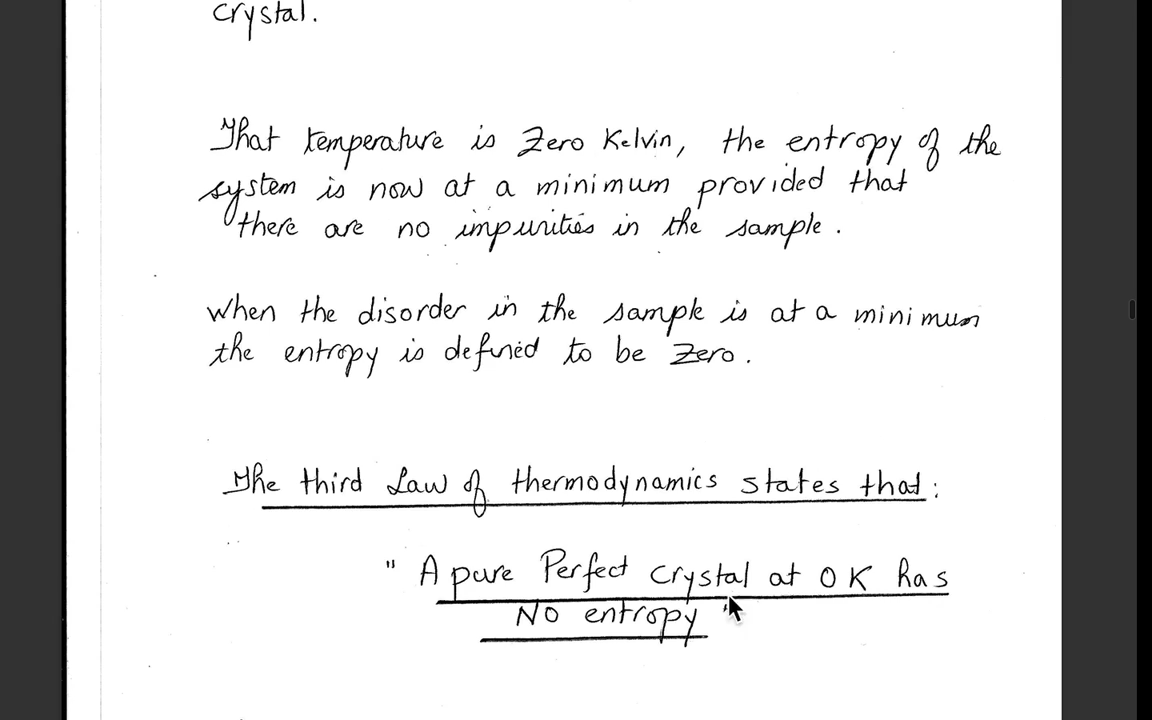 crystal.
That temperature is Zero Kelvin, the entropy of the
system is now at a minimum provided that
there are no impurities in the sample.
When the disorder in the sample is at a minimum
the entropy is defined to be Zero.
The third Law of thermodynamics states that:
"A pure Perfect crystal at 0 K has
No entropy"